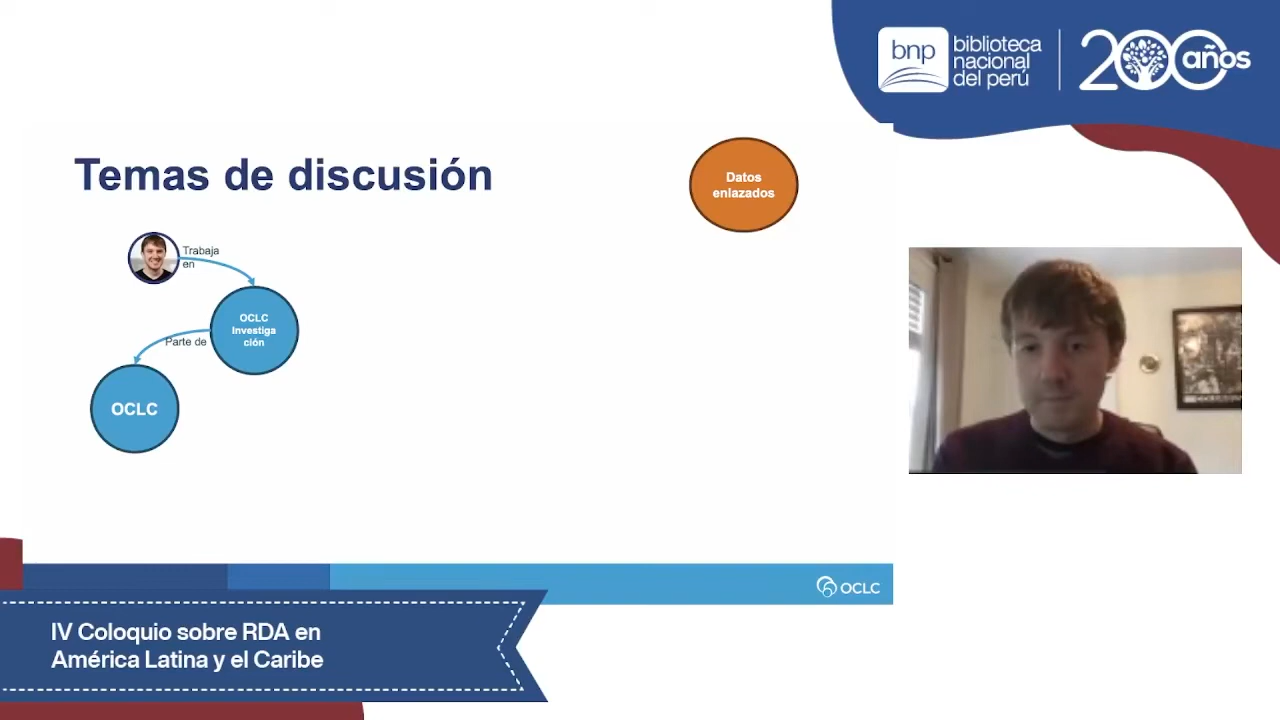 bnp
biblioteca
nacional
del perú
200 años
Temas de discusión
Datos
enlazados
Trabaja
en
OCLC
Investiga
ción
Parte de
OCLC
OCLC
IV Coloquio sobre RDA en
América Latina y el Caribe